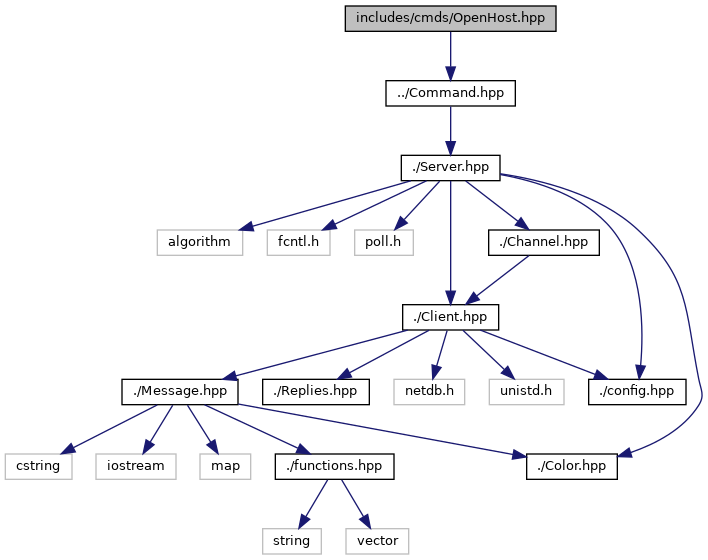 includes/cmds/OpenHost.hpp
../Command.hpp
./Server.hpp
algorithm
fcntl.h
poll.h
./Channel.hpp
./Client.hpp
./Message.hpp
./Replies.hpp
netdb.h
unistd.h
./config.hpp
cstring
iostream
map
./functions.hpp
./Color.hpp
string
vector